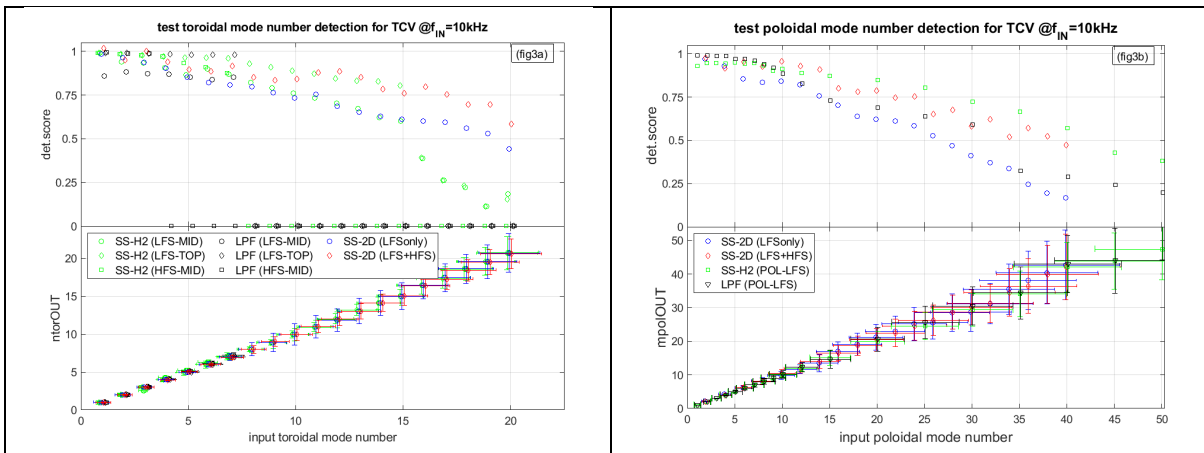 test toroidal mode number detection for TCV @f_IN=10kHz
(fig3a)
det.score
1
0.75
0.5
0.25
0
SS-H2 (LFS-MID) LPF (LFS-MID) SS-2D (LFSonly)
SS-H2 (LFS-TOP) LPF (LFS-TOP) SS-2D (LFS+HFS)
SS-H2 (HFS-MID) LPF (HFS-MID)
ntorOUT
20
15
10
5
0
0 5 10 15 20
input toroidal mode number
test poloidal mode number detection for TCV @f_IN=10kHz
(fig3b)
det.score
1
0.75
0.5
0.25
0
SS-2D (LFSonly)
SS-2D (LFS+HFS)
SS-H2 (POL-LFS)
LPF (POL-LFS)
mpolOUT
50
40
30
20
10
0
0 5 10 15 20 25 30 35 40 45 50
input poloidal mode number